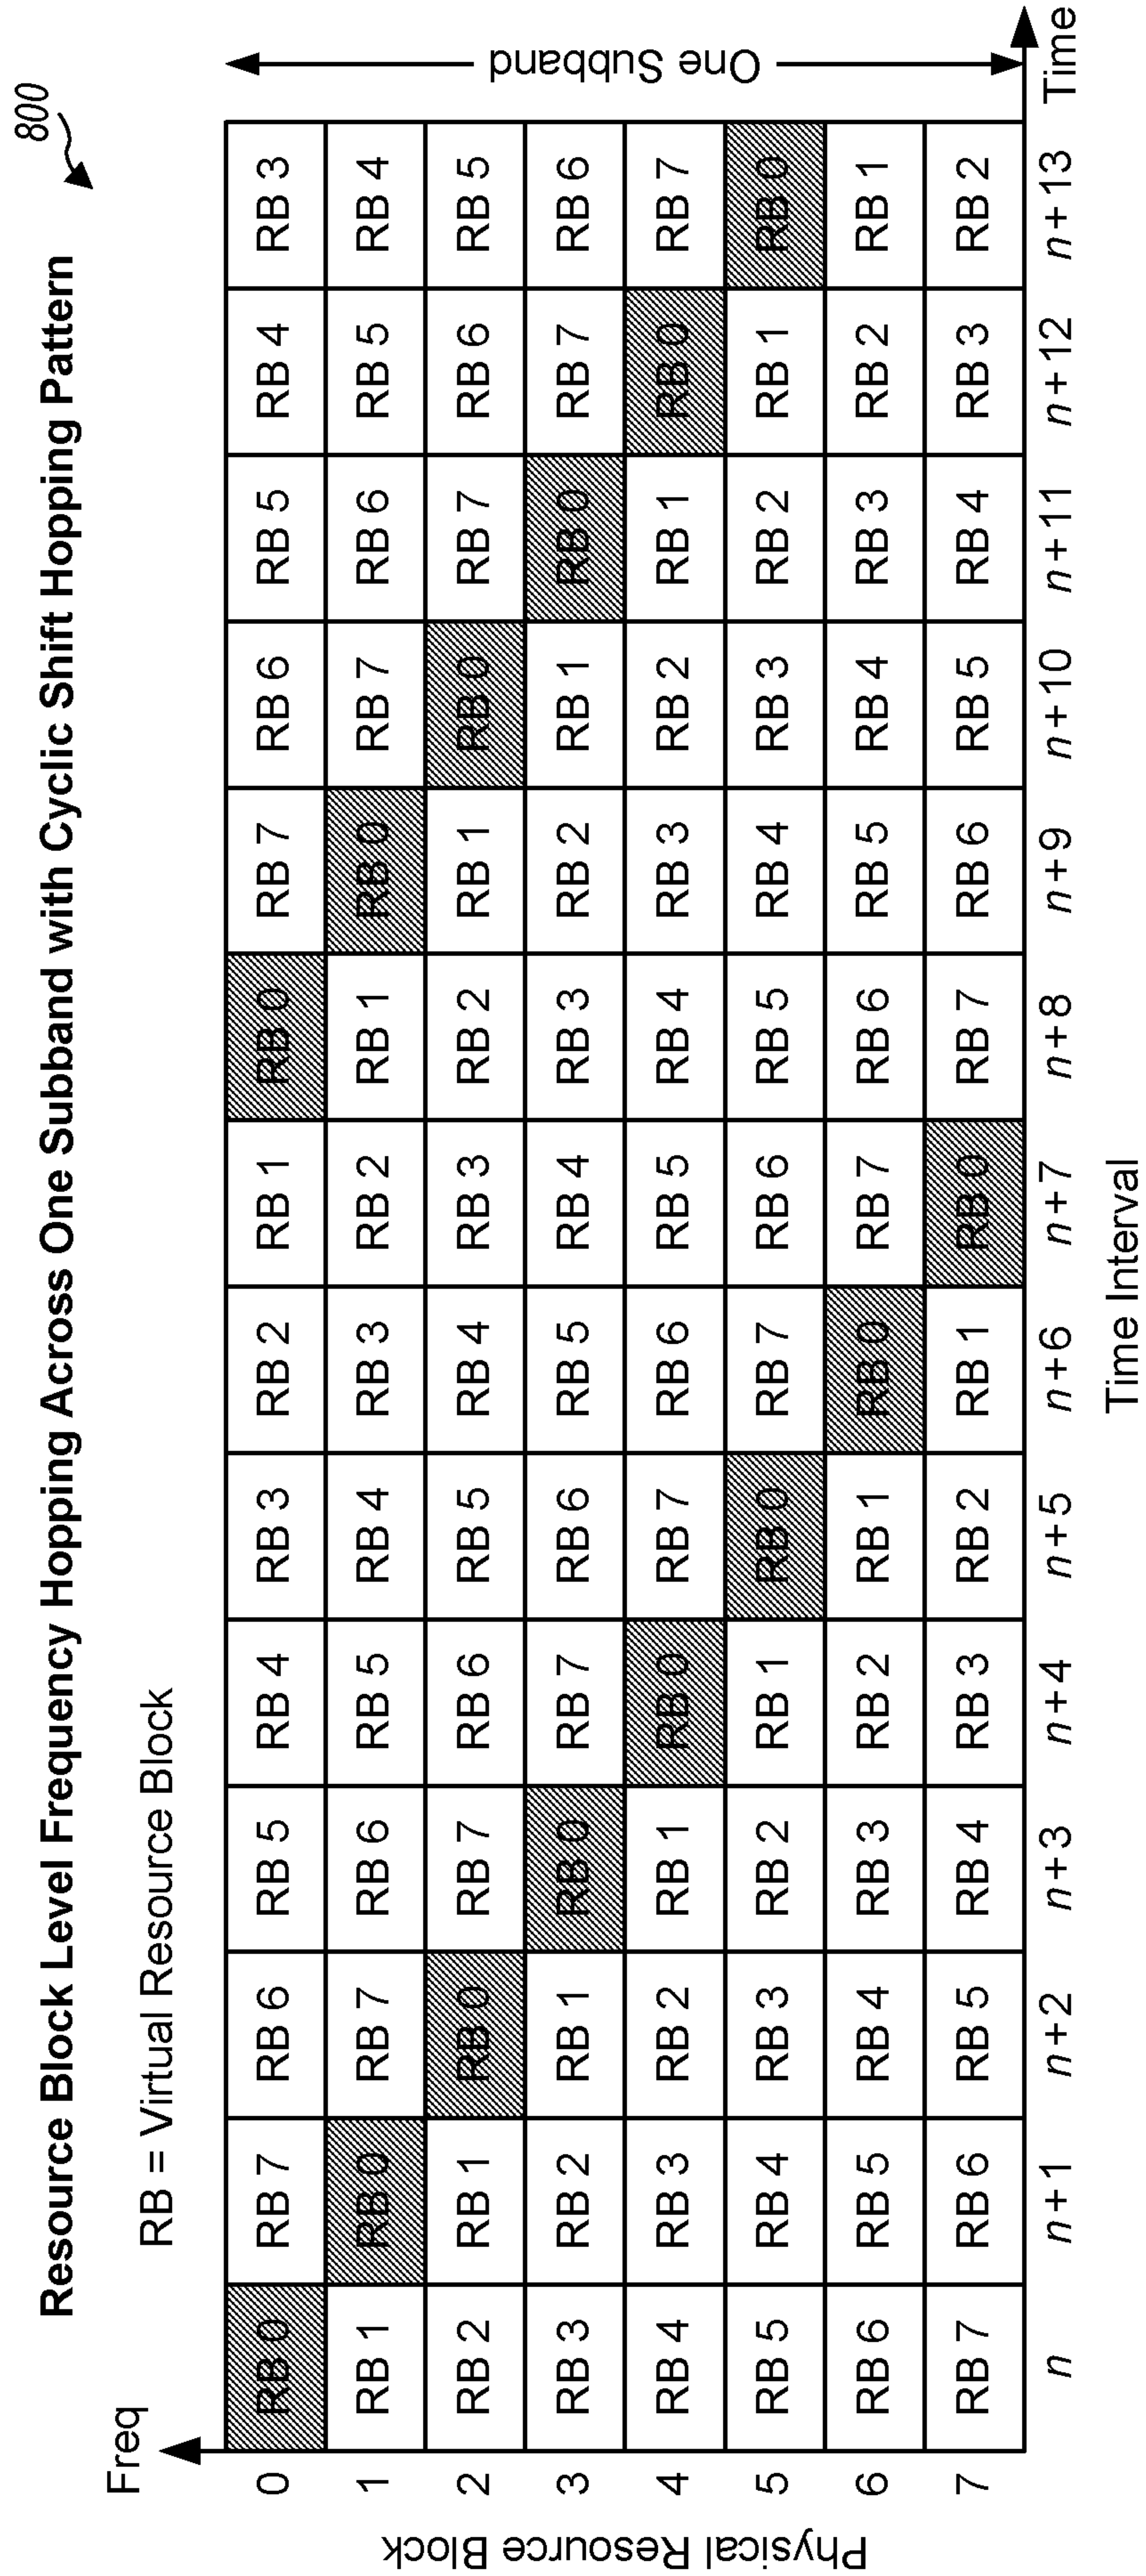 800
Resource Block Level Frequency Hopping Across One Subband with Cyclic Shift Hopping Pattern
RB = Virtual Resource Block
Freq
Physical Resource Block
0 RB 0 RB 7 RB 6 RB 5 RB 4 RB 3 RB 2 RB 1 RB 0 RB 7 RB 6 RB 5 RB 4 RB 3
1 RB 1 RB 0 RB 7 RB 6 RB 5 RB 4 RB 3 RB 2 RB 1 RB 0 RB 7 RB 6 RB 5 RB 4
2 RB 2 RB 1 RB 0 RB 7 RB 6 RB 5 RB 4 RB 3 RB 2 RB 1 RB 0 RB 7 RB 6 RB 5
3 RB 3 RB 2 RB 1 RB 0 RB 7 RB 6 RB 5 RB 4 RB 3 RB 2 RB 1 RB 0 RB 7 RB 6
4 RB 4 RB 3 RB 2 RB 1 RB 0 RB 7 RB 6 RB 5 RB 4 RB 3 RB 2 RB 1 RB 0 RB 7
5 RB 5 RB 4 RB 3 RB 2 RB 1 RB 0 RB 7 RB 6 RB 5 RB 4 RB 3 RB 2 RB 1 RB 0
6 RB 6 RB 5 RB 4 RB 3 RB 2 RB 1 RB 0 RB 7 RB 6 RB 5 RB 4 RB 3 RB 2 RB 1
7 RB 7 RB 6 RB 5 RB 4 RB 3 RB 2 RB 1 RB 0 RB 7 RB 6 RB 5 RB 4 RB 3 RB 2
One Subband
n n+1 n+2 n+3 n+4 n+5 n+6 n+7 n+8 n+9 n+10 n+11 n+12 n+13 Time
Time Interval